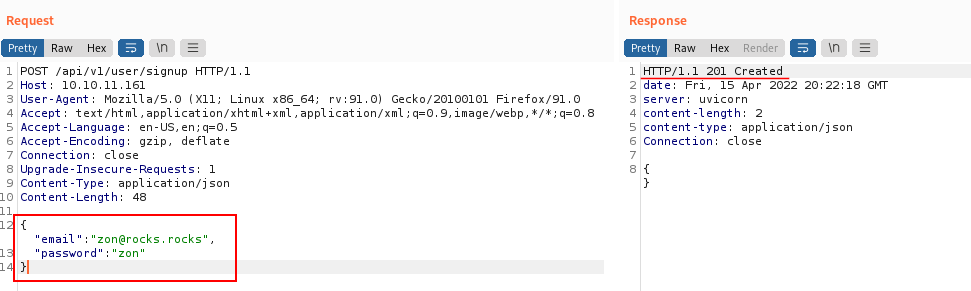 Request
Pretty Raw Hex \n
1 POST /api/v1/user/signup HTTP/1.1
2 Host: 10.10.11.161
3 User-Agent: Mozilla/5.0 (X11; Linux x86_64; rv:91.0) Gecko/20100101 Firefox/91.0
4 Accept: text/html,application/xhtml+xml,application/xml;q=0.9,image/webp,*/*;q=0.8
5 Accept-Language: en-US,en;q=0.5
6 Accept-Encoding: gzip, deflate
7 Connection: close
8 Upgrade-Insecure-Requests: 1
9 Content-Type: application/json
10 Content-Length: 48
11
12 {
"email":"zon@rocks.rocks",
13 "password":"zon"
14 }
Response
Pretty Raw Hex Render \n
1 HTTP/1.1 201 Created
2 date: Fri, 15 Apr 2022 20:22:18 GMT
3 server: uvicorn
4 content-length: 2
5 content-type: application/json
6 Connection: close
7
8 {
}